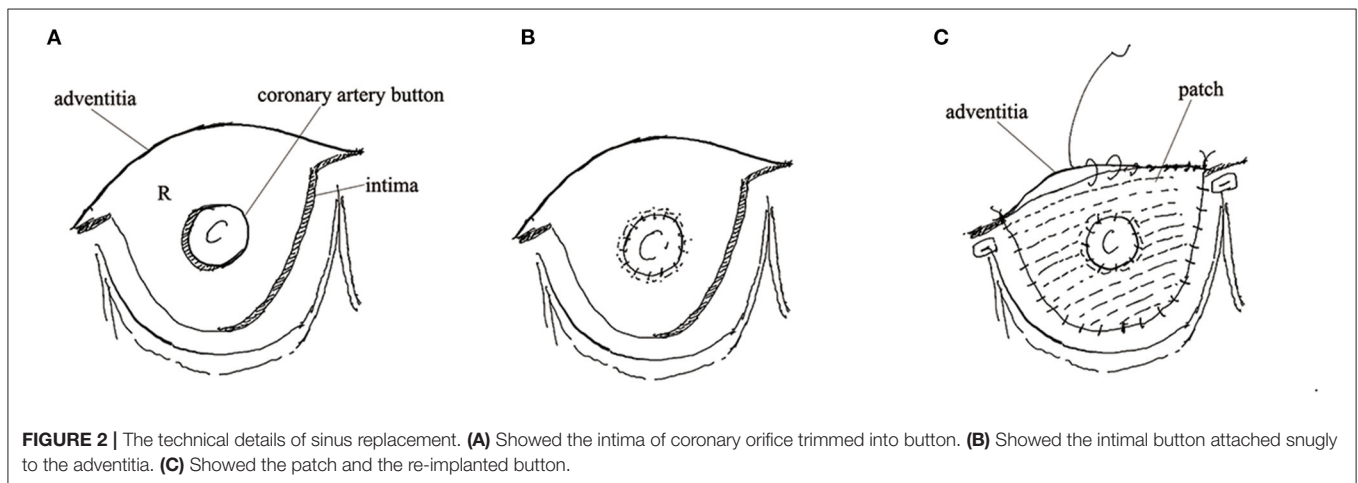 A
B
C
adventitia
coronary artery button
R
C
intima
C
adventitia
patch
C
FIGURE 2 | The technical details of sinus replacement. (A) Showed the intima of coronary orifice trimmed into button. (B) Showed the intimal button attached snugly
to the adventitia. (C) Showed the patch and the re-implanted button.